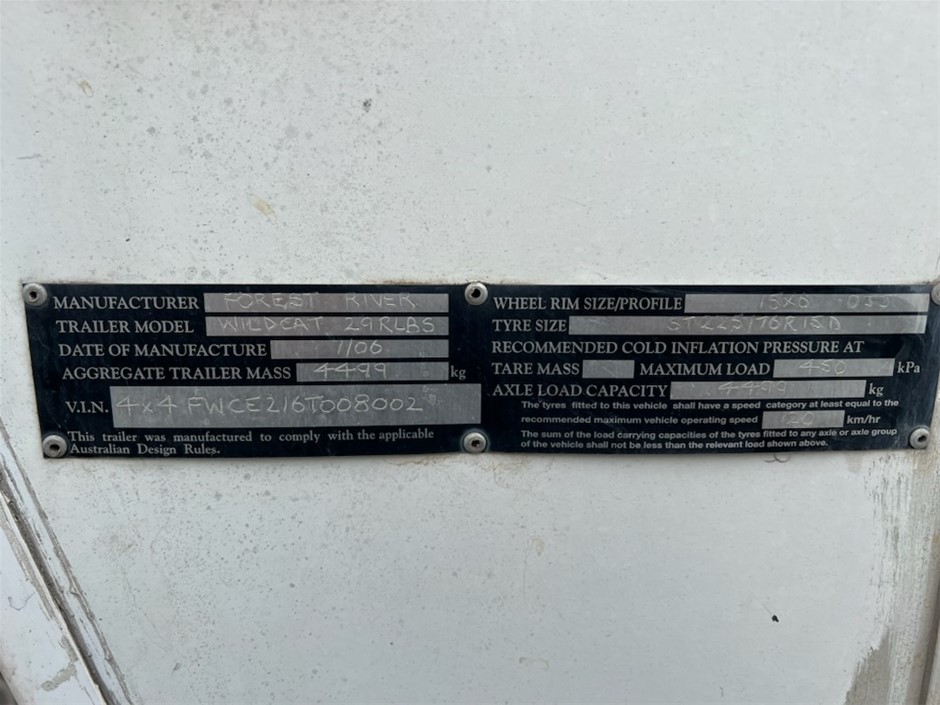 MANUFACTURER FOREST RIVER
TRAILER MODEL WILDCAT 29RLBS
DATE OF MANUFACTURE 1/06
AGGREGATE TRAILER MASS 4499 kg
V.I.N. 4x4FWCE216T008002
This trailer was manufactured to comply with the applicable
Australian Design Rules.
WHEEL RIM SIZE/PROFILE 15x6 0JJ
TYRE SIZE ST225/76R15D
RECOMMENDED COLD INFLATION PRESSURE AT
TARE MASS MAXIMUM LOAD 450 kPa
AXLE LOAD CAPACITY 4499 kg
The tyres fitted to this vehicle shall have a speed category at least equal to the
recommended maximum vehicle operating speed km/hr
The sum of the load carrying capacities of the tyres fitted to any axle or axle group
of the vehicle shall not be less than the relevant load shown above.